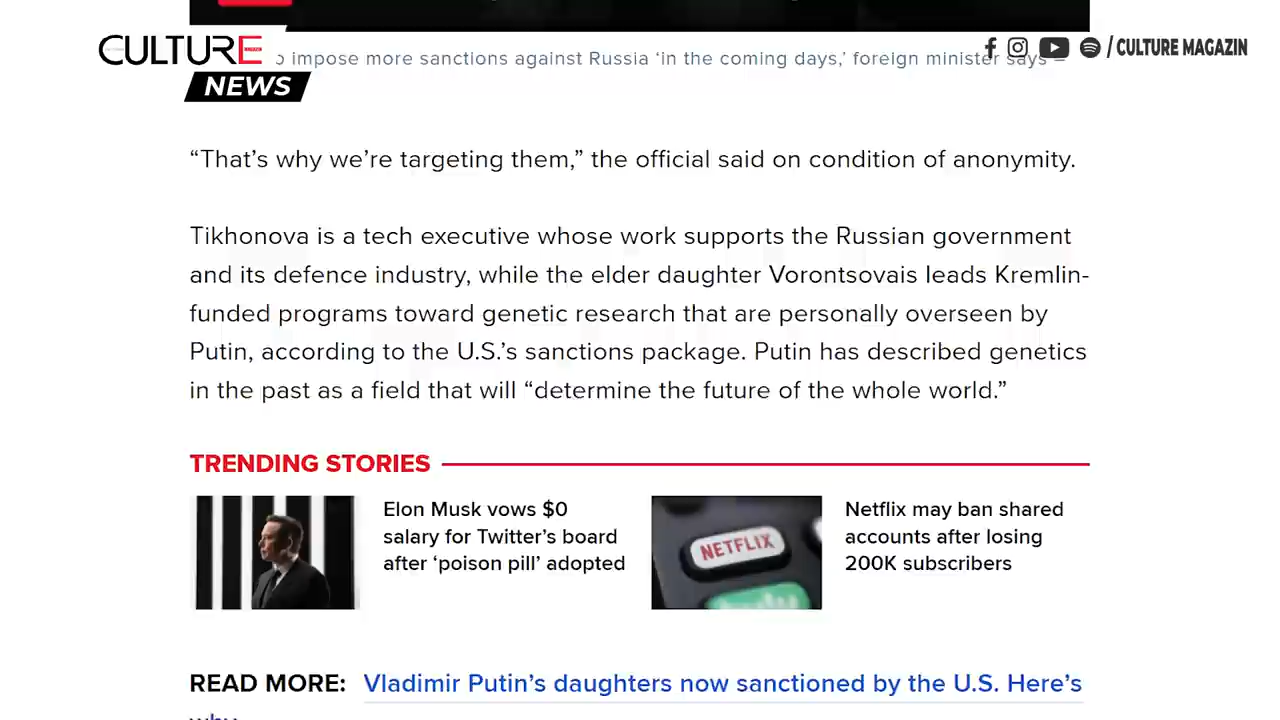 CULTURE
NEWS
/ CULTURE MAGAZIN
o impose more sanctions against Russia ‘in the coming days,’ foreign minister says –
“That’s why we’re targeting them,” the official said on condition of anonymity.
Tikhonova is a tech executive whose work supports the Russian government
and its defence industry, while the elder daughter Vorontsovais leads Kremlin-
funded programs toward genetic research that are personally overseen by
Putin, according to the U.S.’s sanctions package. Putin has described genetics
in the past as a field that will “determine the future of the whole world.”
TRENDING STORIES
Elon Musk vows $0
salary for Twitter’s board
after ‘poison pill’ adopted
NETFLIX
Netflix may ban shared
accounts after losing
200K subscribers
READ MORE: Vladimir Putin’s daughters now sanctioned by the U.S. Here’s